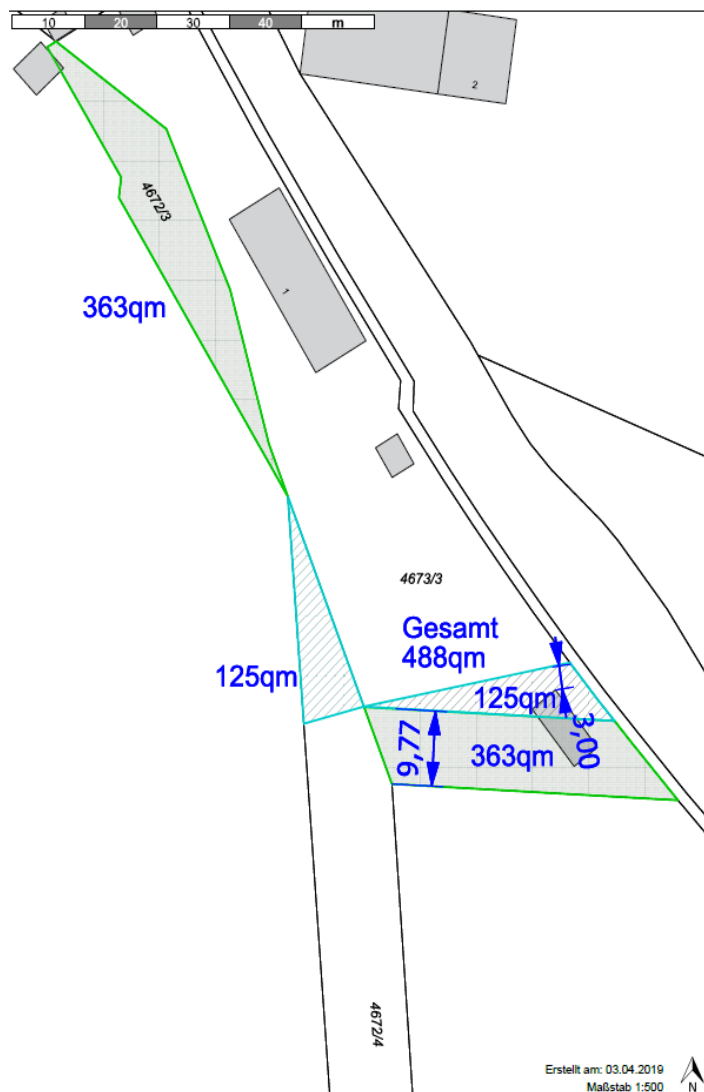 10 20 30 40 m
2
4672/3
1
363qm
4673/3
Gesamt
488qm
125qm
125qm
3,00
9,77
363qm
4672/4
Erstellt am: 03.04.2019
Maßstab 1:500
N